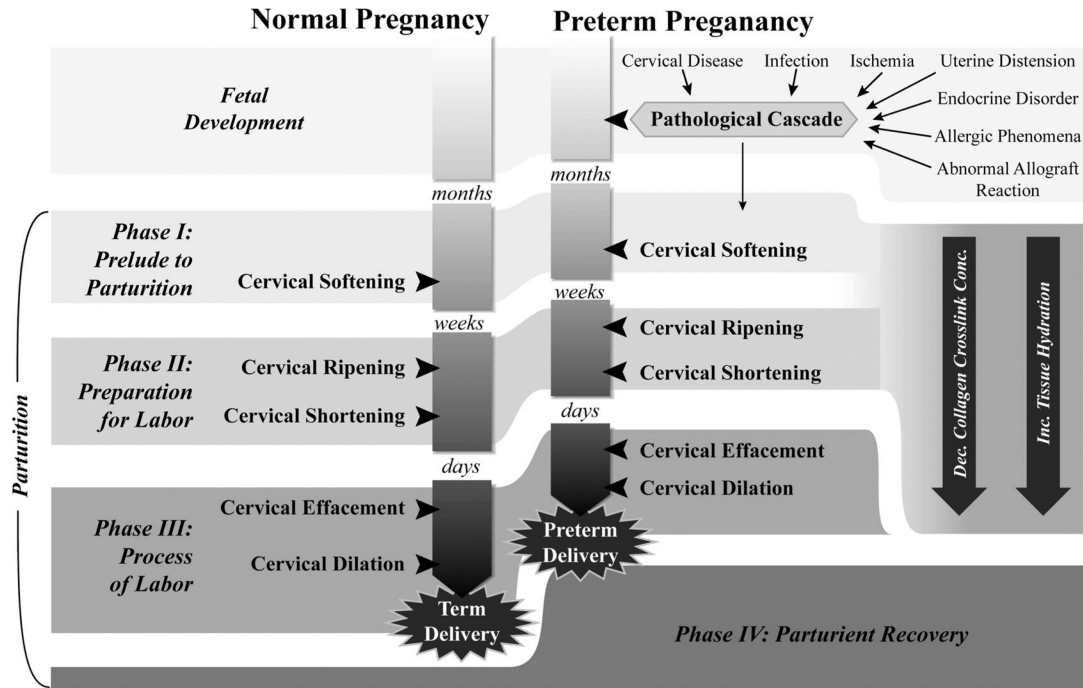 Normal Pregnancy
Preterm Preganancy
Fetal
Development
Cervical Disease
Infection
Ischemia
Uterine Distension
Endocrine Disorder
Allergic Phenomena
Abnormal Allograft
Reaction
Pathological Cascade
months
months
Parturition
Phase I:
Prelude to
Parturition
Cervical Softening
Cervical Softening
weeks
weeks
Phase II:
Preparation
for Labor
Cervical Ripening
Cervical Shortening
Cervical Ripening
Cervical Shortening
days
days
Phase III:
Process
of Labor
Cervical Effacement
Cervical Dilation
Cervical Effacement
Cervical Dilation
Term
Delivery
Preterm
Delivery
Dec. Collagen Crosslink Conc.
Inc. Tissue Hydration
Phase IV: Parturient Recovery